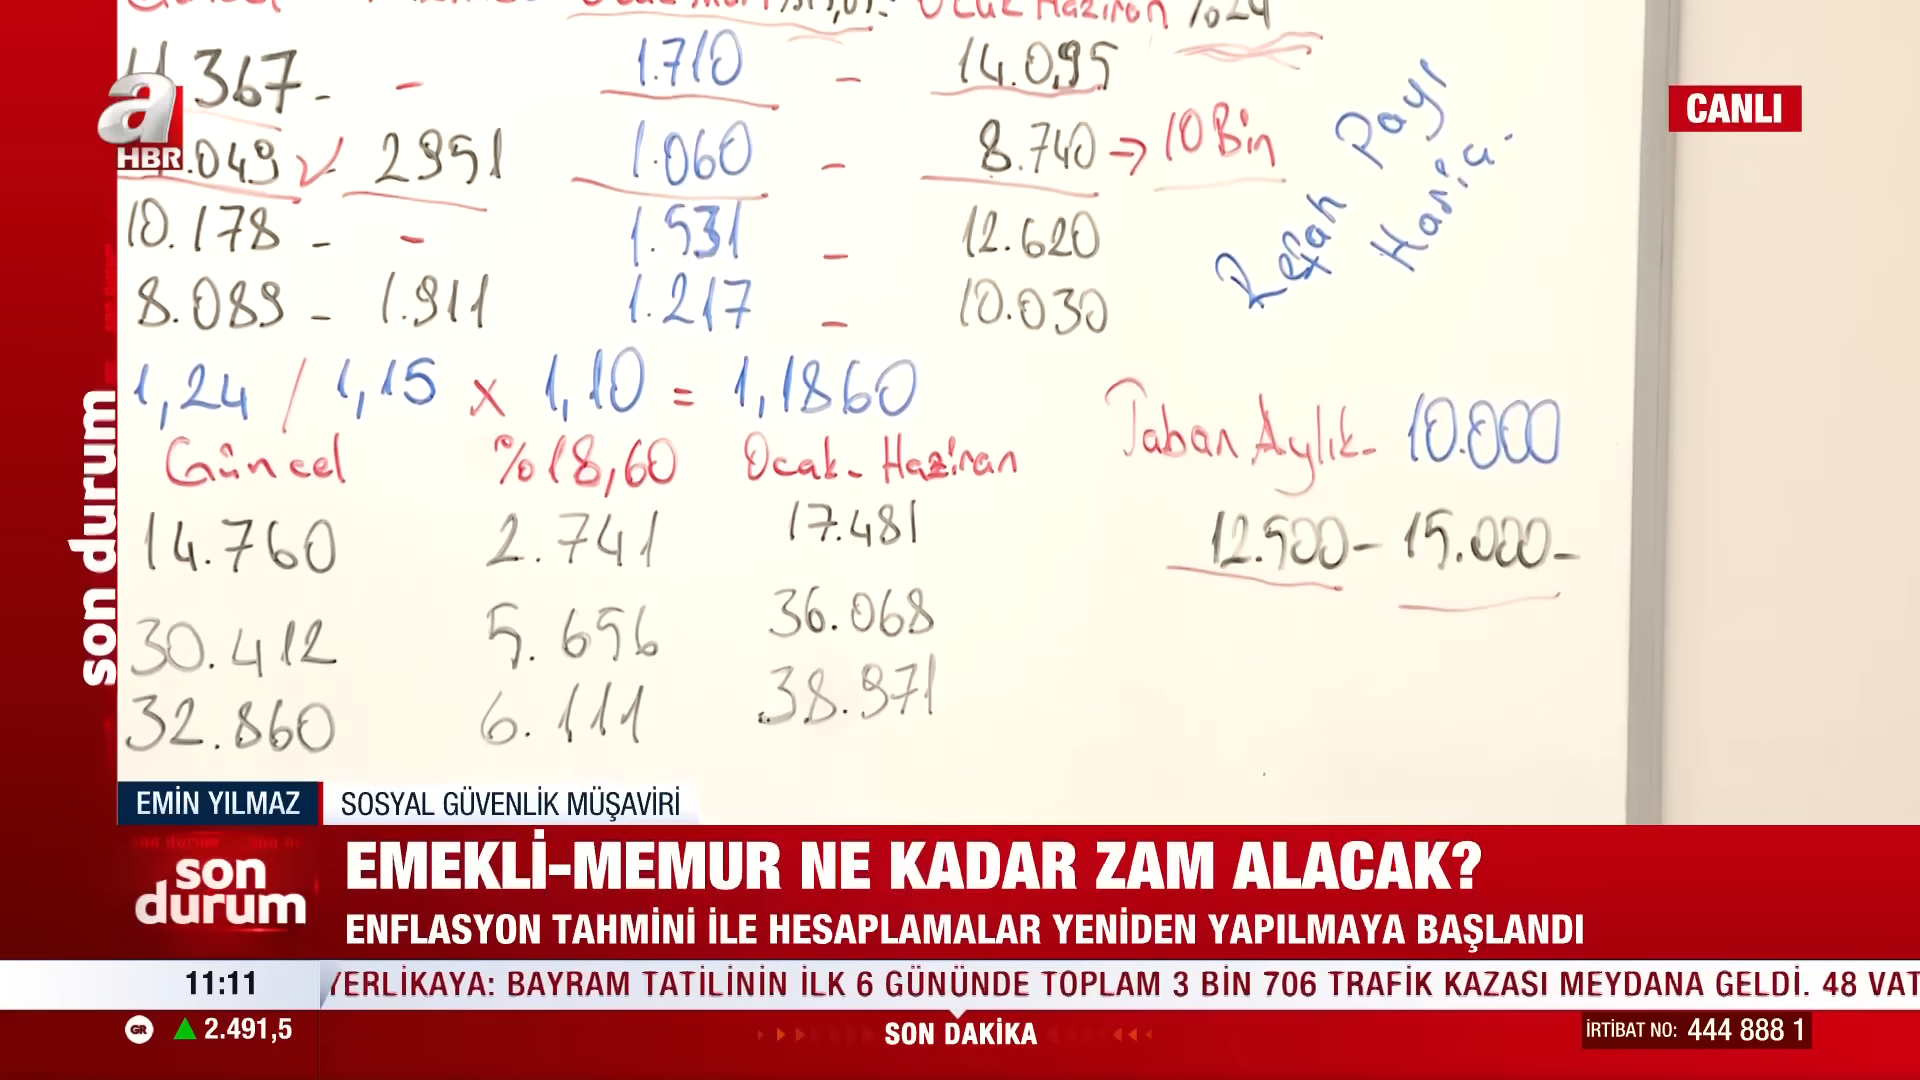 Ocak Haziran %24
367 - - 1.710 - 14.095
.049 2951 1.060 - 8.740 → 10 Bin
10.178 - - 1.531 - 12.620
8.089 - 1.911 1.217 - 10.030
Refah Payı
Hariç.
1,24 / 1,15 x 1,10 = 1,1860
Güncel %18,60 Ocak - Haziran
14.760 2.741 17.481
30.412 5.656 36.068
32.860 6.111 38.971
Taban Aylık - 10.000
12.500 - 15.000 -
a
HBR
CANLI
son durum
EMİN YILMAZ SOSYAL GÜVENLİK MÜŞAVİRİ
son
durum
EMEKLİ-MEMUR NE KADAR ZAM ALACAK?
ENFLASYON TAHMİNİ İLE HESAPLAMALAR YENİDEN YAPILMAYA BAŞLANDI
11:11 YERLİKAYA: BAYRAM TATİLİNİN İLK 6 GÜNÜNDE TOPLAM 3 BİN 706 TRAFİK KAZASI MEYDANA GELDİ. 48 VAT
GR ▲ 2.491,5
SON DAKİKA
İRTİBAT NO: 444 888 1